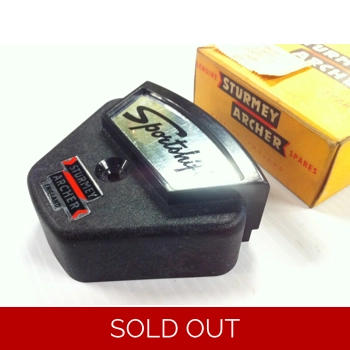 Sportshift
STURMEY
ARCHER
ENGLAND
GENUINE
STURMEY
ARCHER
SPARES
SOLD OUT